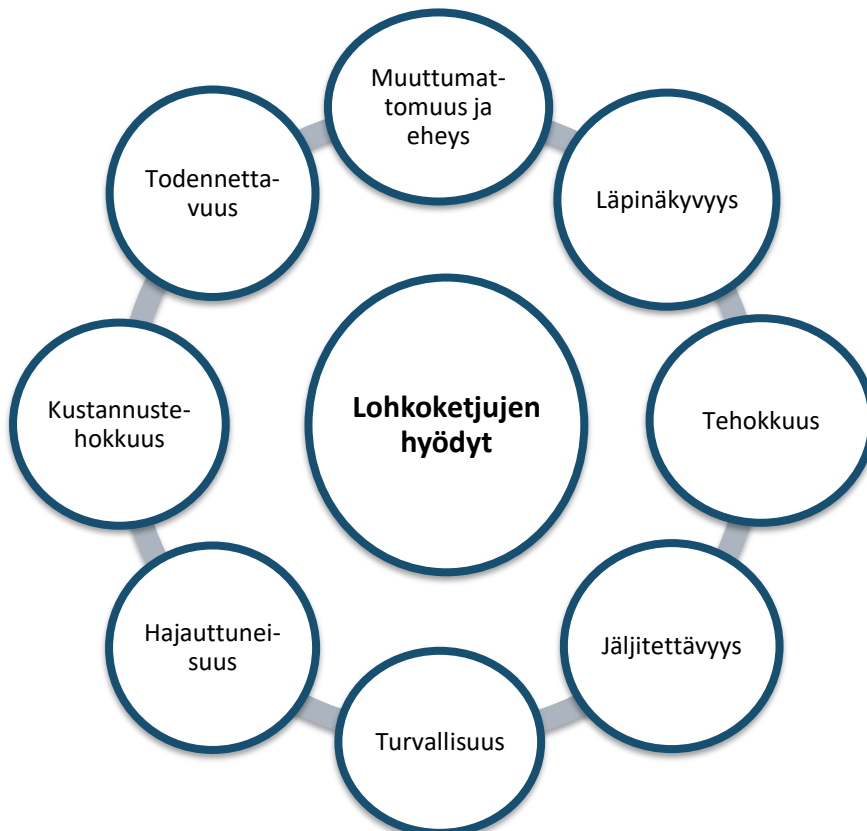 Muuttumat-
tomuus ja
eheys
Läpinäkyvyys
Tehokkuus
Jäljitettävyys
Turvallisuus
Hajauttunei-
suus
Kustannuste-
hokkuus
Todennetta-
vuus
Lohkoketjujen
hyödyt